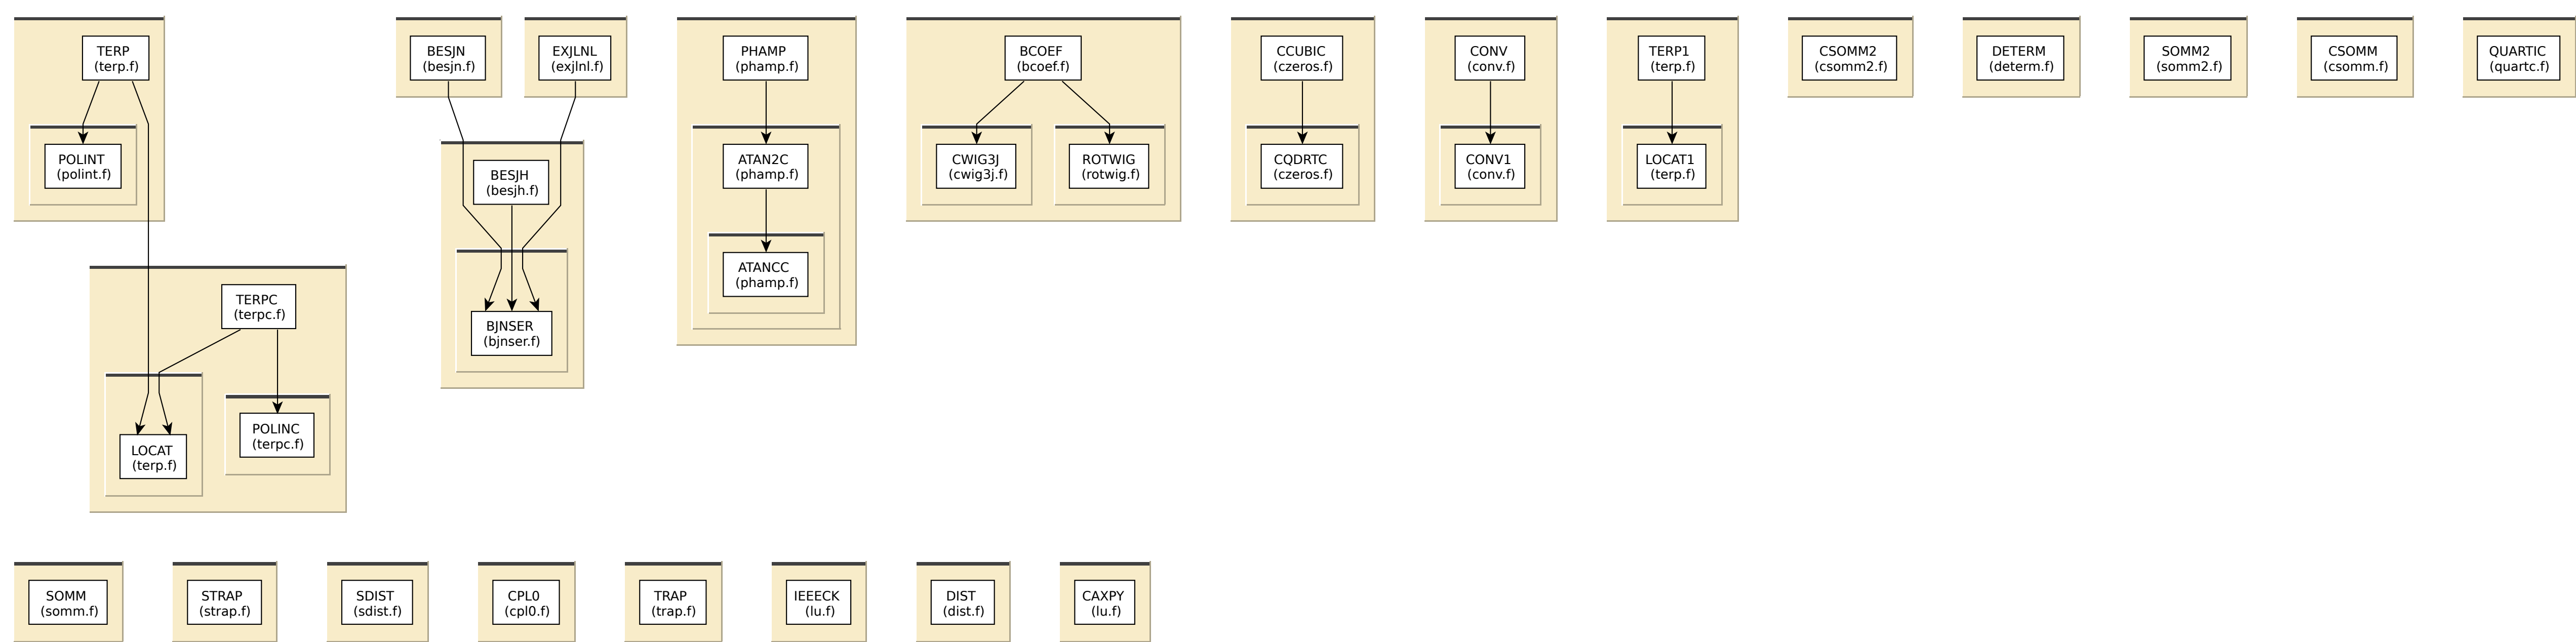 TERP
(terp.f)
BESJN
(besjn.f)
EXJLNL
(exjlnl.f)
PHAMP
(phamp.f)
BCOEF
(bcoef.f)
CCUBIC
(czeros.f)
CONV
(conv.f)
TERP1
(terp.f)
CSOMM2
(csomm2.f)
DETERM
(determ.f)
SOMM2
(somm2.f)
CSOMM
(csomm.f)
QUARTIC
(quartc.f)
POLINT
(polint.f)
BESJH
(besjh.f)
ATAN2C
(phamp.f)
CWIG3J
(cwig3j.f)
ROTWIG
(rotwig.f)
CQDRTC
(czeros.f)
CONV1
(conv.f)
LOCAT1
(terp.f)
TERPC
(terpc.f)
BJNSER
(bjnser.f)
ATANCC
(phamp.f)
LOCAT
(terp.f)
POLINC
(terpc.f)
SOMM
(somm.f)
STRAP
(strap.f)
SDIST
(sdist.f)
CPL0
(cpl0.f)
TRAP
(trap.f)
IEEECK
(lu.f)
DIST
(dist.f)
CAXPY
(lu.f)